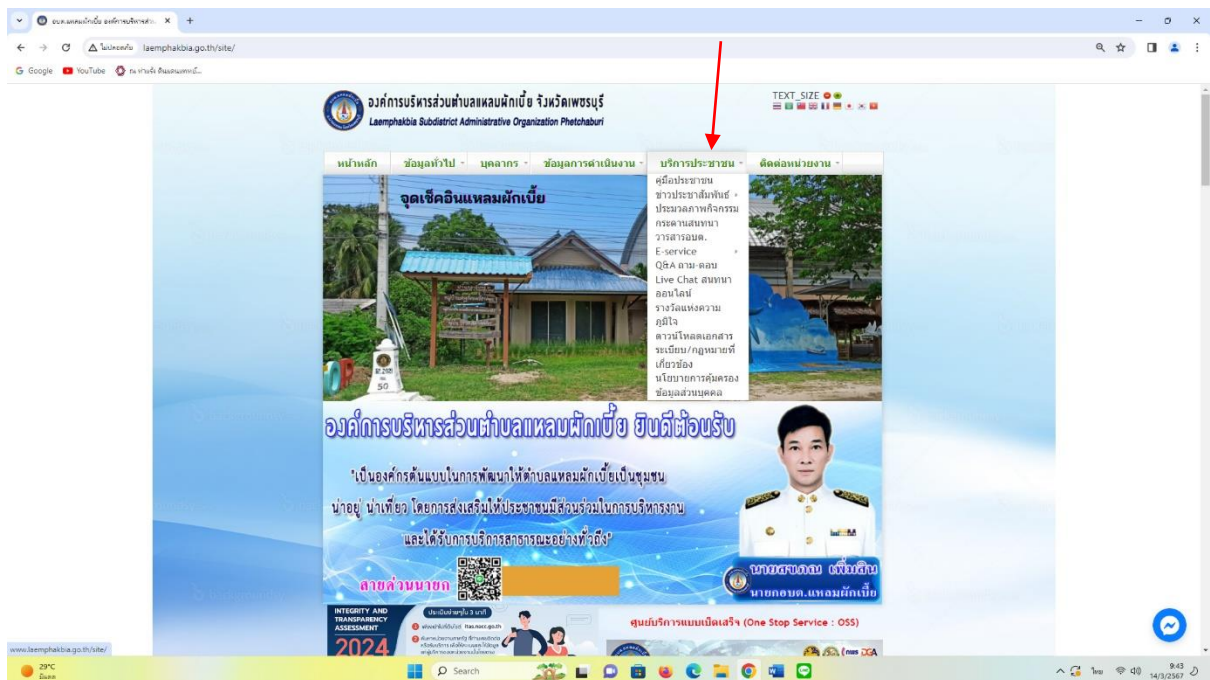 อบต.แหลมผักเบี้ย องค์การบริหารส่ว
ไม่ปลอดภัย laemphakbia.go.th/site/
Google YouTube
องค์การบริหารส่วนตำบลแหลมผักเบี้ย จังหวัดเพชรบุรี
Laemphakbia Subdistrict Administrative Organization Phetchaburi
TEXT_SIZE
หน้าหลัก ข้อมูลทั่วไป บุคลากร ข้อมูลการดำเนินงาน บริการประชาชน ติดต่อหน่วยงาน
จุดเช็คอินแหลมผักเบี้ย
คู่มือประชาชน
ข่าวประชาสัมพันธ์
ประมวลภาพกิจกรรม
กระดานสนทนา
วารสารอบต.
E-service
Q&A ถาม-ตอบ
Live Chat สนทนา
ออนไลน์
รางวัลแห่งความ
ภูมิใจ
ดาวน์โหลดเอกสาร
ระเบียบ/กฎหมายที่
เกี่ยวข้อง
นโยบายการคุ้มครอง
ข้อมูลส่วนบุคคล
50
องค์การบริหารส่วนตำบลแหลมผักเบี้ย ยินดีต้อนรับ
"เป็นองค์กรต้นแบบในการพัฒนาให้ตำบลแหลมผักเบี้ยเป็นชุมชน
น่าอยู่ น่าเที่ยว โดยการส่งเสริมให้ประชาชนมีส่วนร่วมในการบริหารงาน
และได้รับการบริการสาธารณะอย่างทั่วถึง"
สายด่วนนายก
นายกอบต.แหลมผักเบี้ย
INTEGRITY AND
TRANSPARENCY
ASSESSMENT
2024
ประเมินง่ายๆใน 3 นาที
itas.nacc.go.th
ศูนย์บริการแบบเบ็ดเสร็จ (One Stop Service : OSS)
DGA
www.laemphakbia.go.th/site/
29°C
มีแดด
Search
ไทย
9:43
14/3/2567